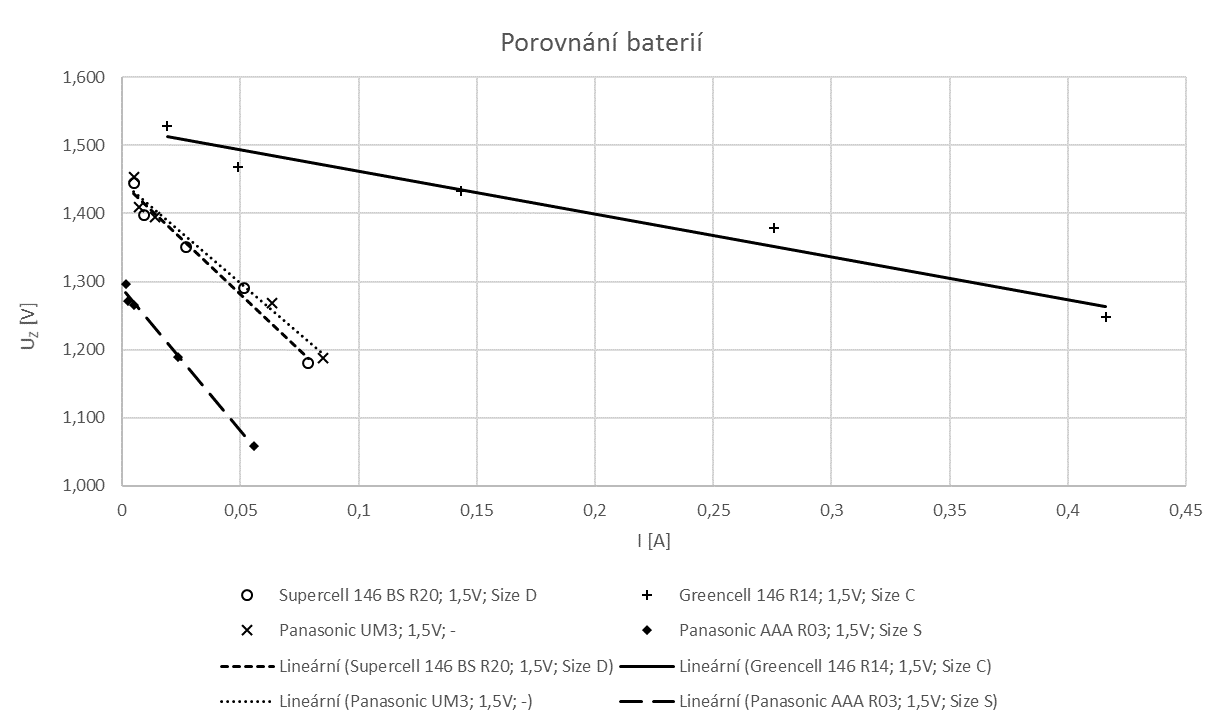 Porovnání baterií
1,600
1,500
1,400
1,300
1,200
1,100
1,000
U_Z [V]
0 0,05 0,1 0,15 0,2 0,25 0,3 0,35 0,4 0,45
I [A]
Supercell 146 BS R20; 1,5V; Size D Greencell 146 R14; 1,5V; Size C
Panasonic UM3; 1,5V; - Panasonic AAA R03; 1,5V; Size S
Lineární (Supercell 146 BS R20; 1,5V; Size D) Lineární (Greencell 146 R14; 1,5V; Size C)
Lineární (Panasonic UM3; 1,5V; -) Lineární (Panasonic AAA R03; 1,5V; Size S)